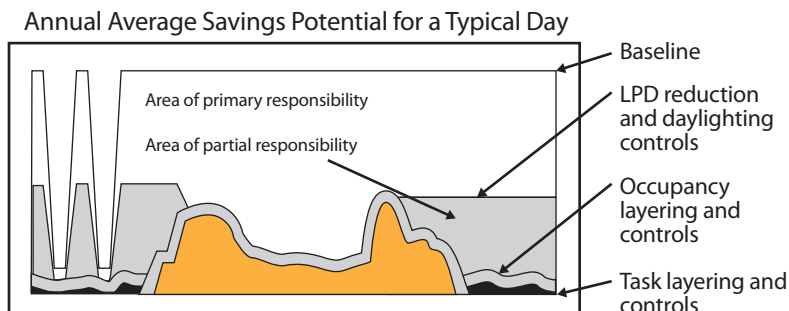 Annual Average Savings Potential for a Typical Day
Baseline
Area of primary responsibility
LPD reduction
and daylighting
controls
Area of partial responsibility
Occupancy
layering and
controls
Task layering and
controls